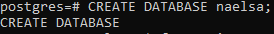 postgres=# CREATE DATABASE naelsa;
CREATE DATABASE